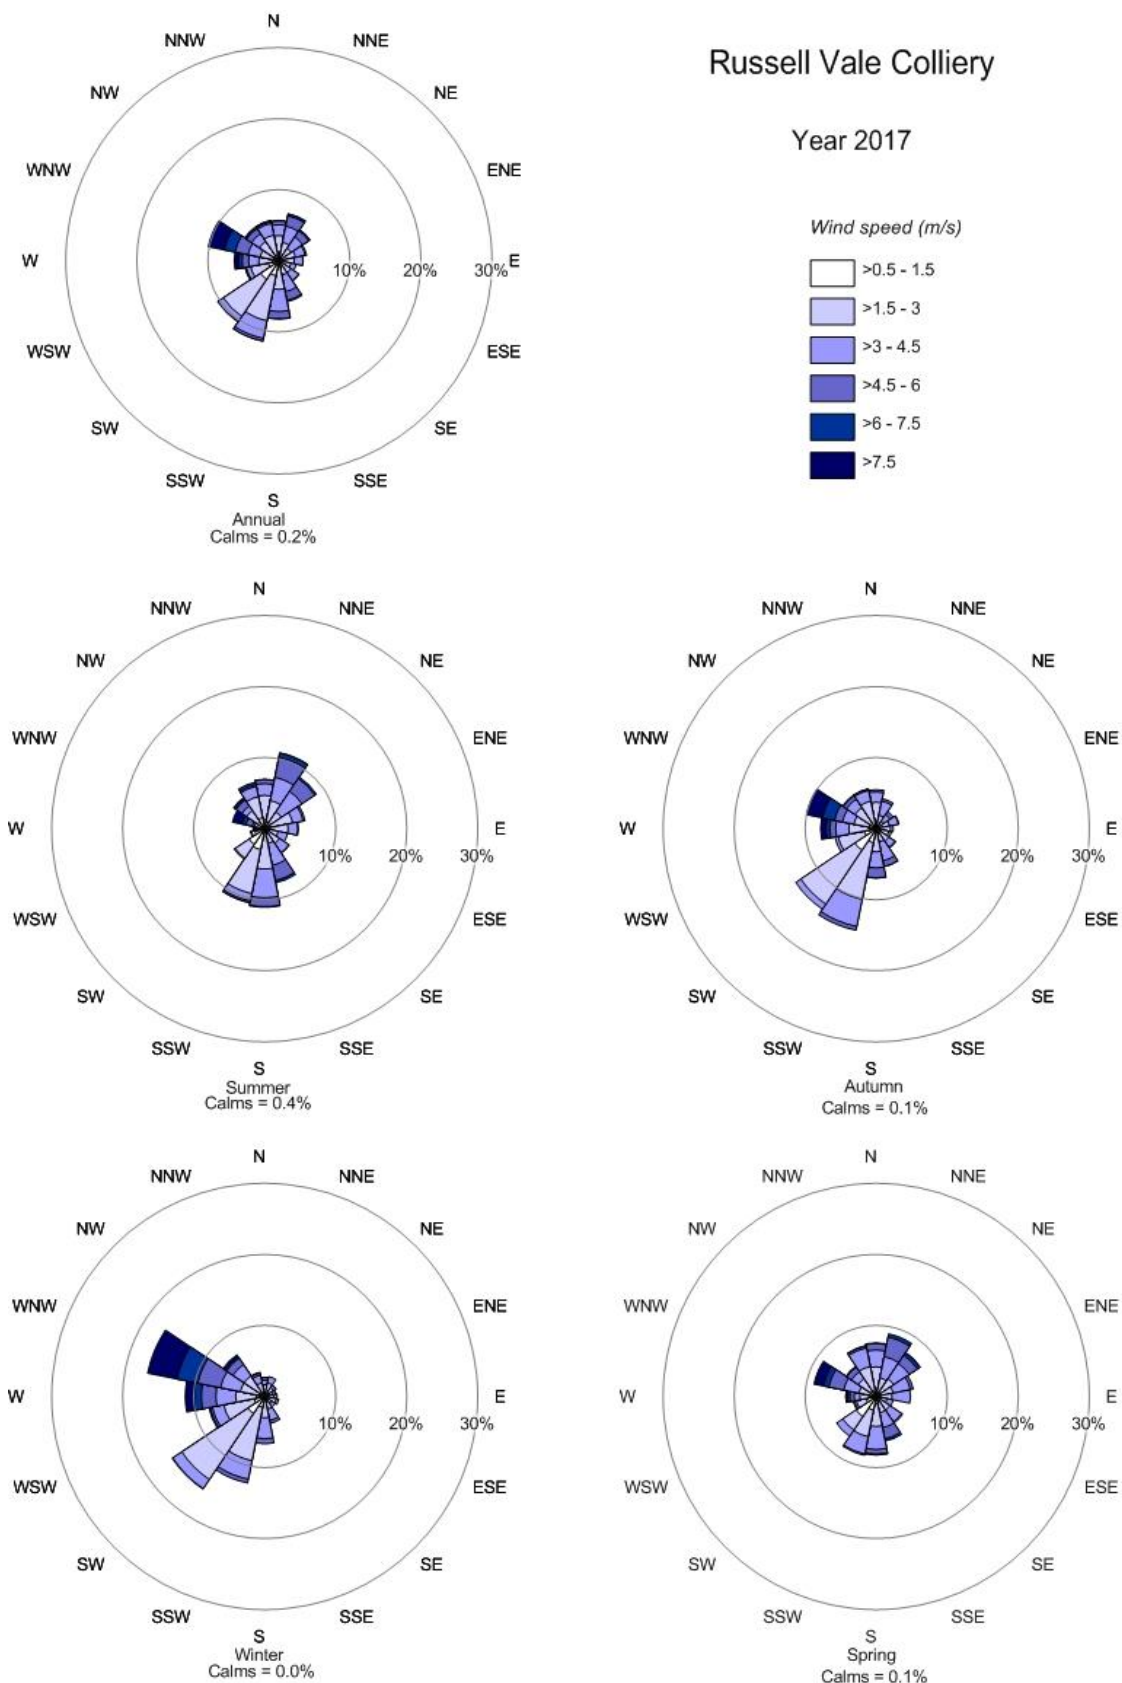 Russell Vale Colliery
Year 2017
Wind speed (m/s)
>0.5 - 1.5
>1.5 - 3
>3 - 4.5
>4.5 - 6
>6 - 7.5
>7.5
N
NNW NNE
NW NE
WNW ENE
W 10% 20% 30% E
WSW ESE
SW SE
SSW SSE
S
Annual
Calms = 0.2%
N
NNW NNE
NW NE
WNW ENE
W E
10% 20% 30%
WSW ESE
SW SE
SSW SSE
S
Summer
Calms = 0.4%
N
NNW NNE
NW NE
WNW ENE
W E
10% 20% 30%
WSW ESE
SW SE
SSW SSE
S
Autumn
Calms = 0.1%
N
NNW NNE
NW NE
WNW ENE
W E
10% 20% 30%
WSW ESE
SW SE
SSW SSE
S
Winter
Calms = 0.0%
N
NNW NNE
NW NE
WNW ENE
W E
10% 20% 30%
WSW ESE
SW SE
SSW SSE
S
Spring
Calms = 0.1%